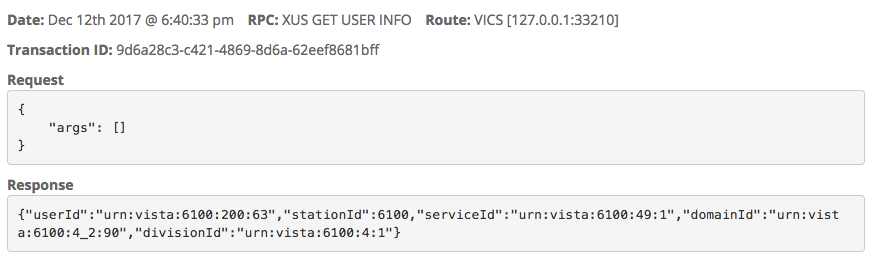 Date: Dec 12th 2017 @ 6:40:33 pm RPC: XUS GET USER INFO Route: VICS [127.0.0.1:33210]
Transaction ID: 9d6a28c3-c421-4869-8d6a-62eef8681bff
Request
{
    "args": []
}
Response
{"userId":"urn:vista:6100:200:63","stationId":6100,"serviceId":"urn:vista:6100:49:1","domainId":"urn:vist
a:6100:4_2:90","divisionId":"urn:vista:6100:4:1"}